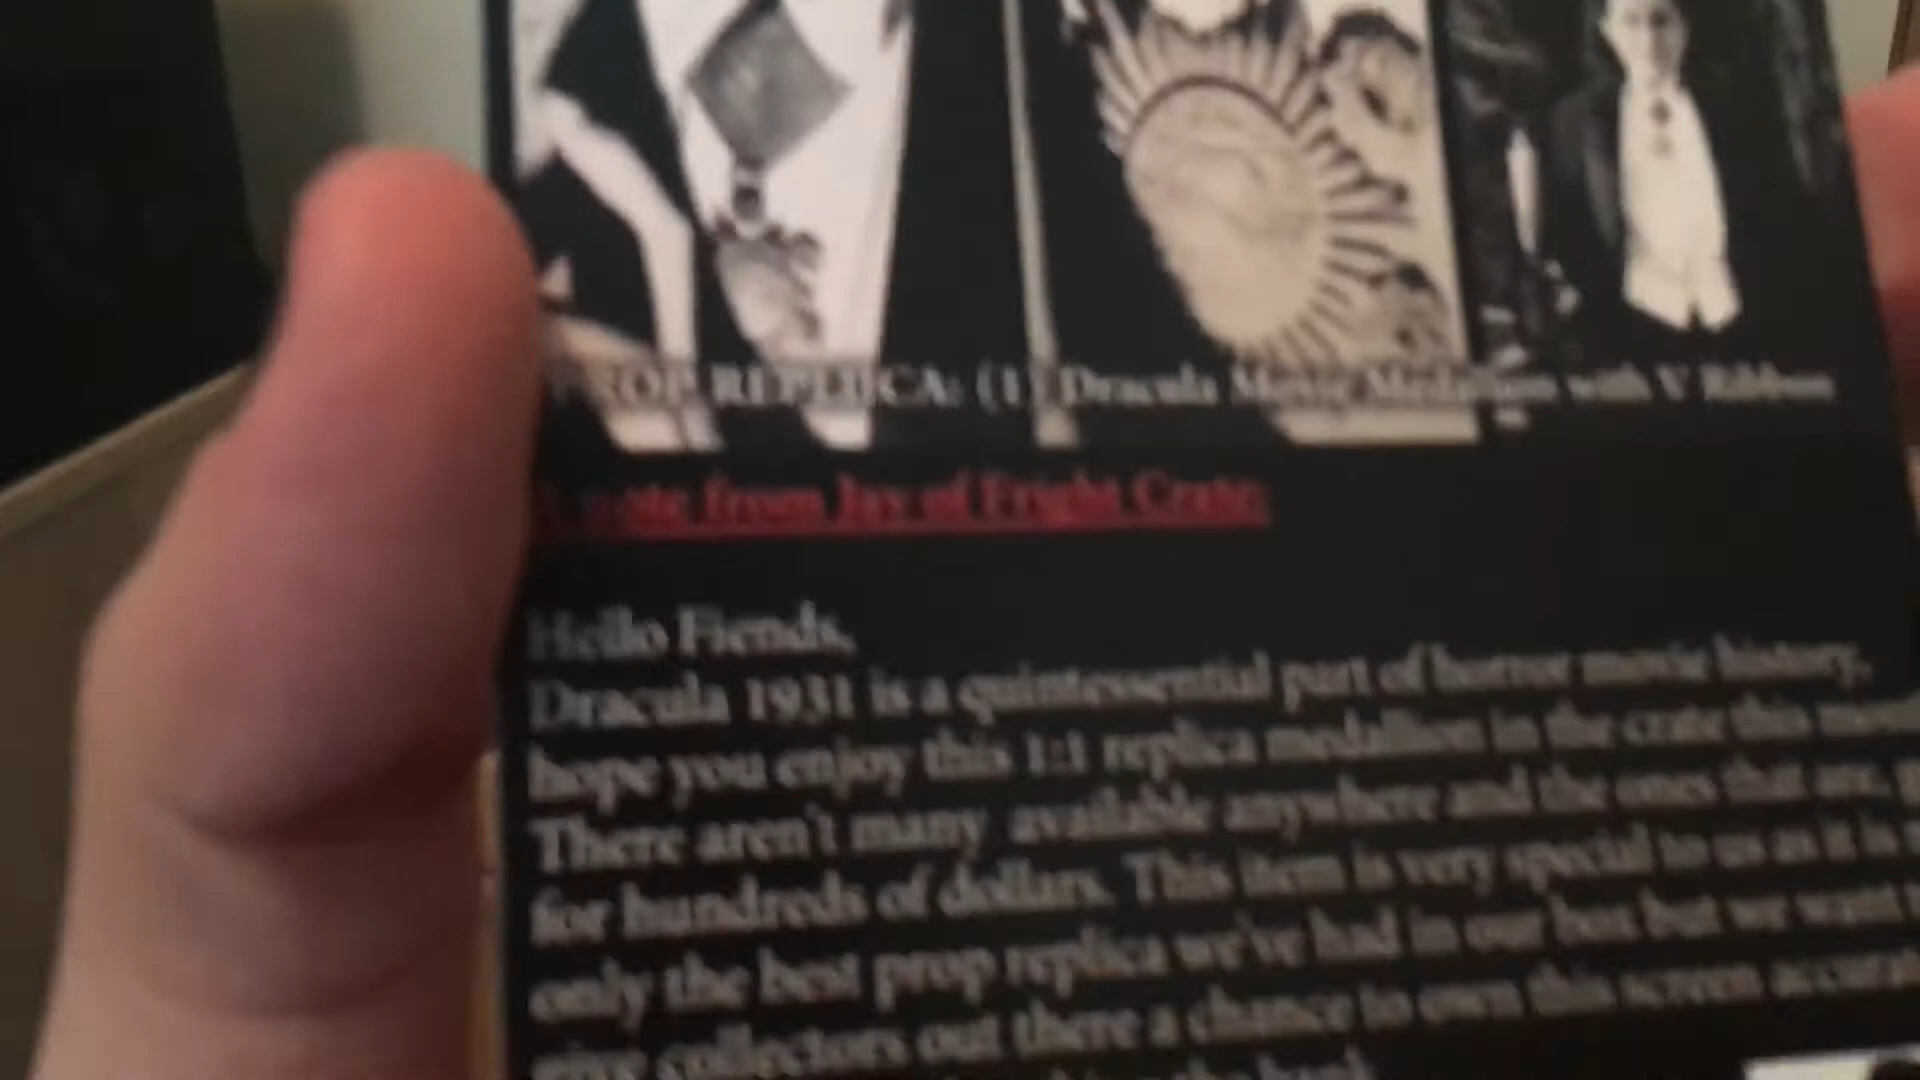 PROP REPLICA: (1) Dracula Movie Medallion with V Ribbon
A note from Jay of Fright Crate:
Hello Fiends,
Dracula 1931 is a quintessential part of horror movie history.
hope you enjoy this 1:1 replica medallion in the crate this
There aren't many available anywhere and the ones that are,
for hundreds of dollars. This item is very special to us as it is
only the best prop replica we've had in our box but we want
give collectors out there a chance to own this screen